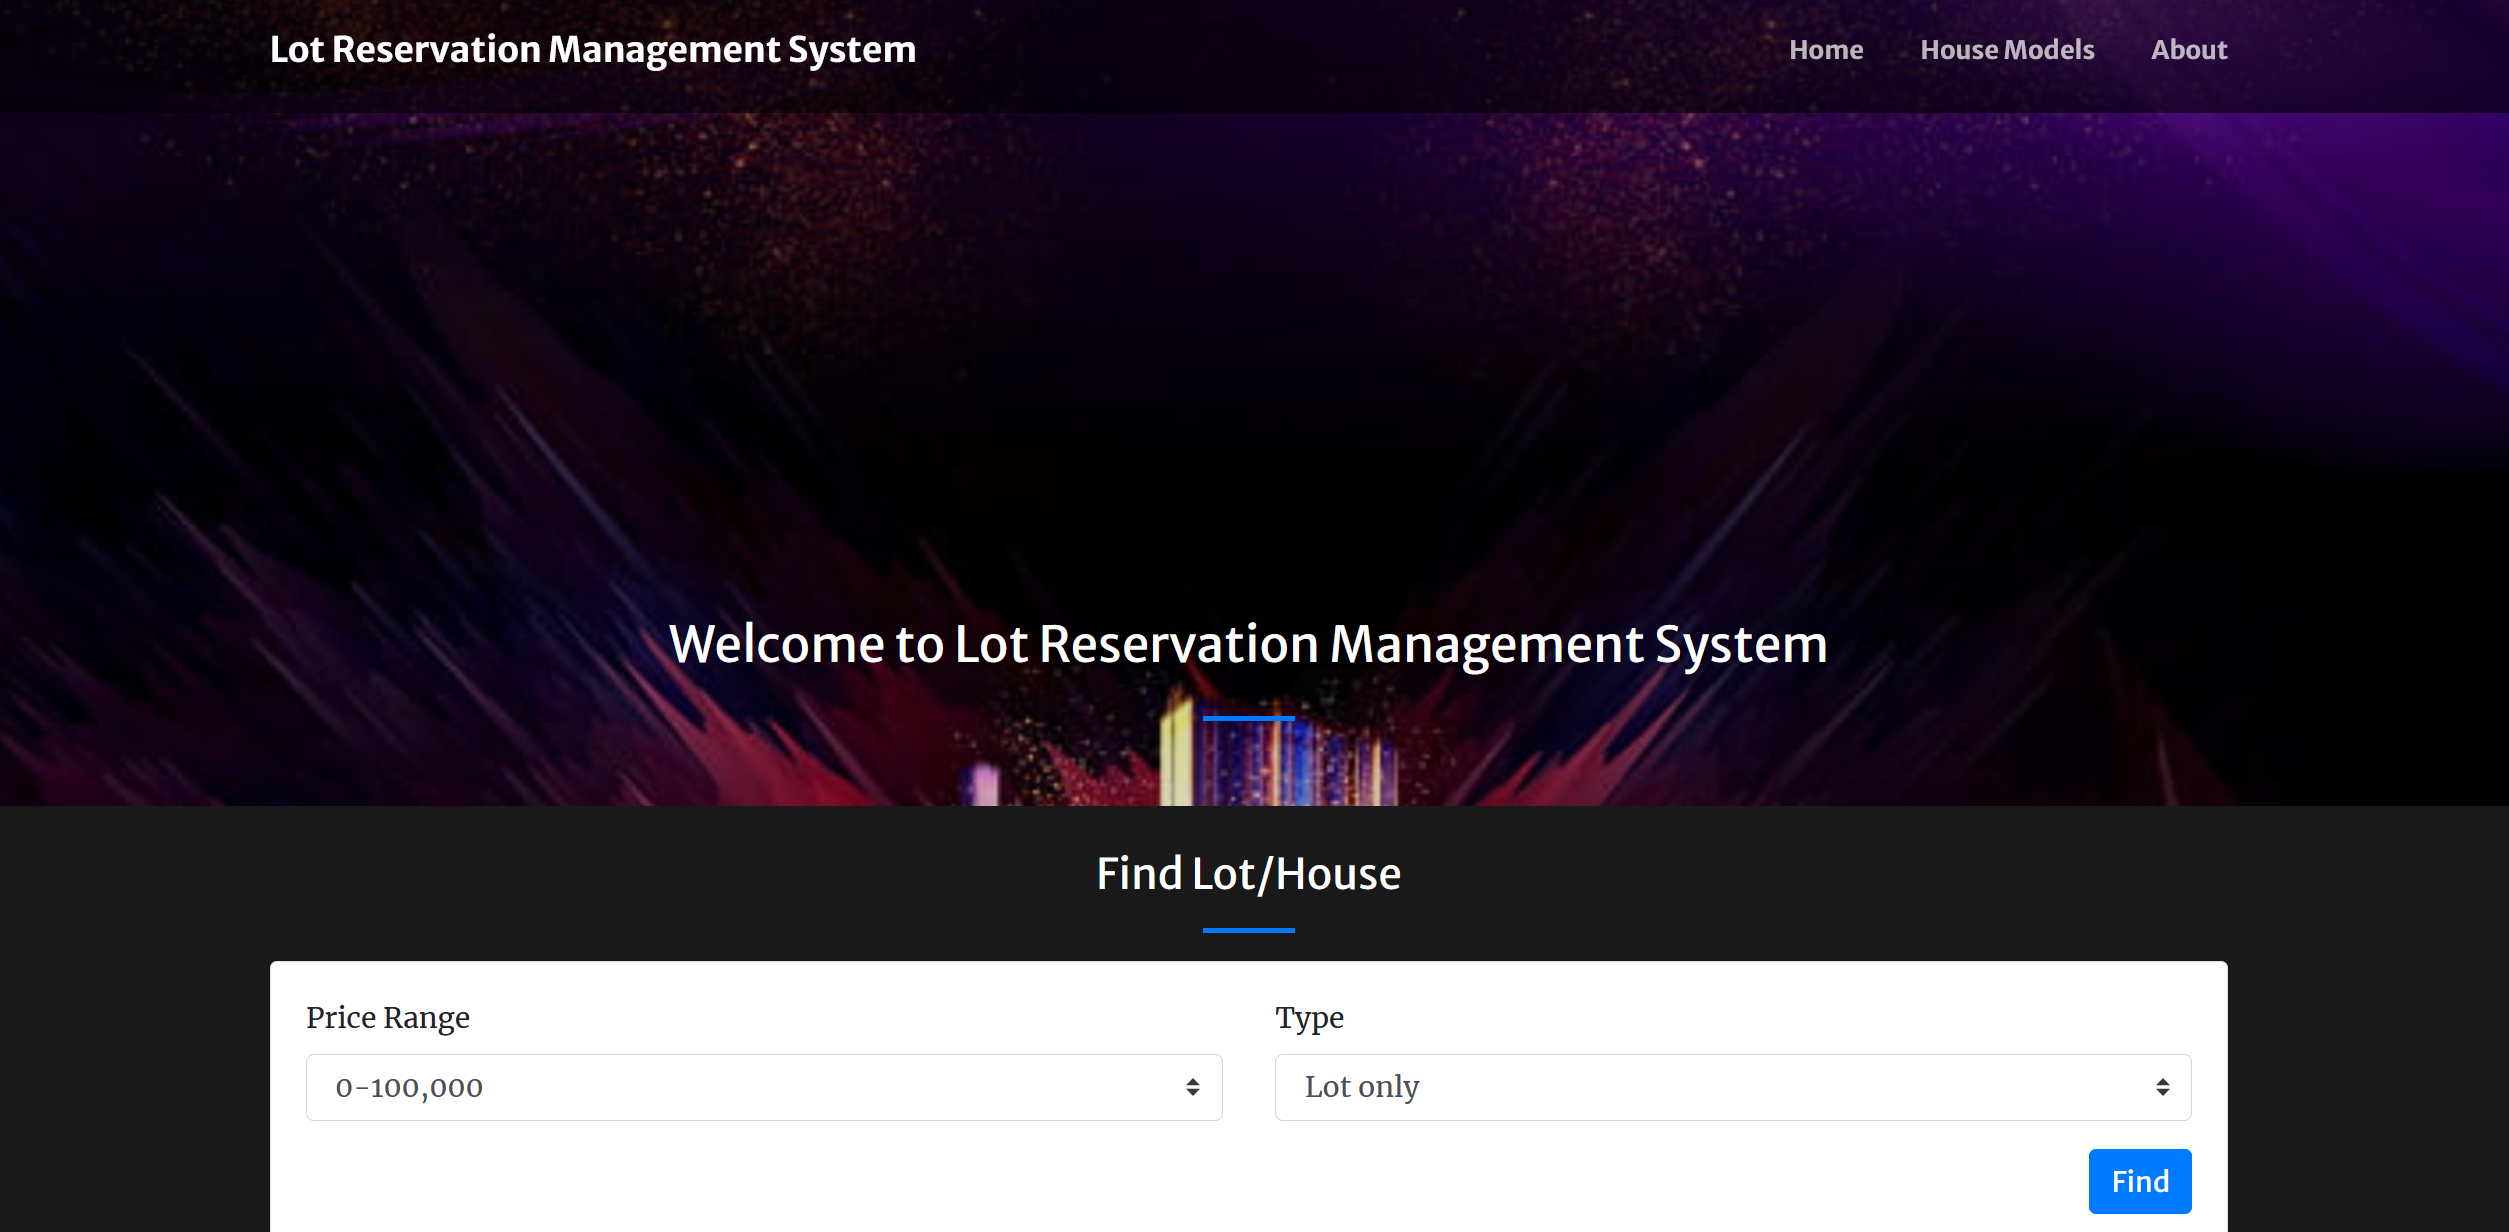 Lot Reservation Management System
Home House Models About
Welcome to Lot Reservation Management System
Find Lot/House
Price Range Type
0-100,000 Lot only
Find